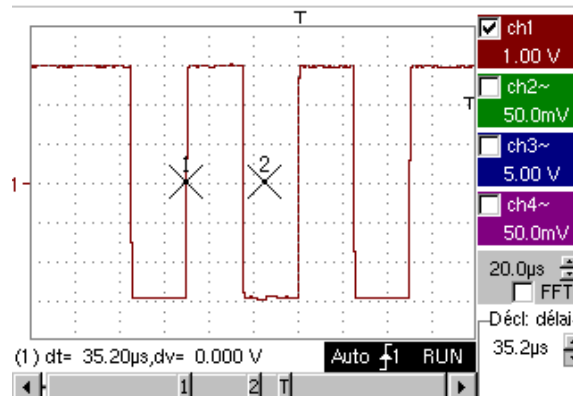 T
ch1
1.00 V
ch2~
50.0mV
T
ch3~
5.00 V
ch4~
50.0mV
1
2
1
20.0µs
FFT
Décl: délai
35.2µs
(1) dt= 35.20µs,dv= 0.000 V
Auto 1 RUN
1 2 T